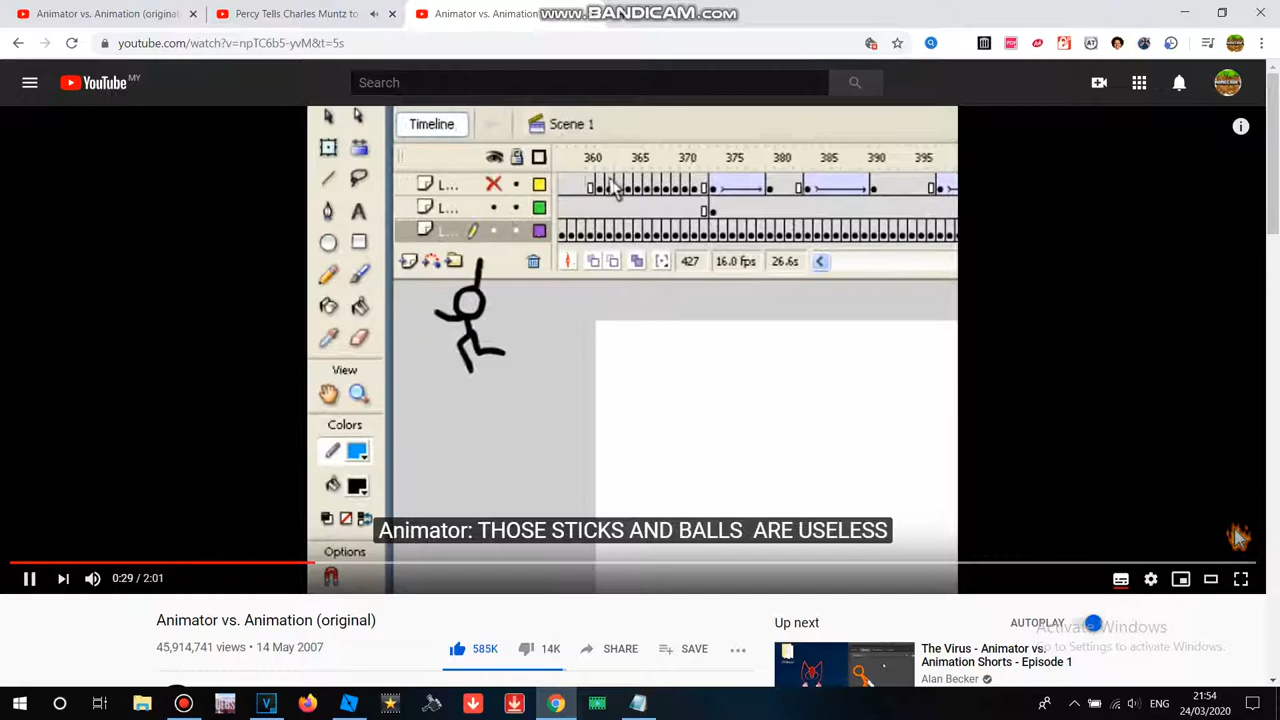 Animator vs. Animation (original)
Percy Tells Charles Muntz to
Animator vs. Animation
www.BANDICAM.com
youtube.com/watch?v=npTC6b5-yvM&t=5s
YouTube MY
Search
Timeline
Scene 1
360 365 370 375 380 385 390 395
L...
L...
L...
427 16.0 fps 26.6s
View
Colors
Animator: THOSE STICKS AND BALLS ARE USELESS
Options
0:29 / 2:01
Animator vs. Animation (original)
45,914,741 views • 14 May 2007
585K 14K SHARE SAVE
Up next
AUTOPLAY
Activate Windows
Go to Settings to activate Windows.
The Virus - Animator vs.
Animation Shorts - Episode 1
Alan Becker
ENG
21:54
24/03/2020